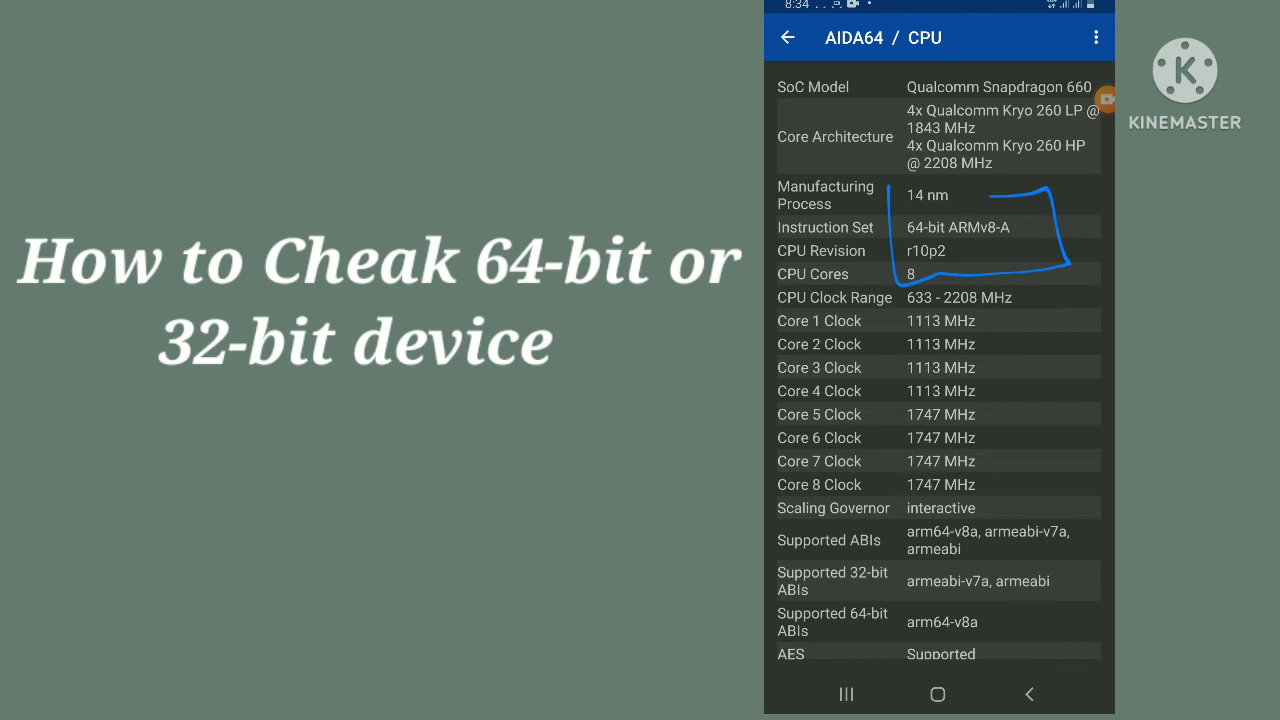 How to Cheak 64-bit or
32-bit device
8:34
AIDA64 / CPU
SoC Model Qualcomm Snapdragon 660
Core Architecture 4x Qualcomm Kryo 260 LP @
1843 MHz
4x Qualcomm Kryo 260 HP
@ 2208 MHz
Manufacturing
Process 14 nm
Instruction Set 64-bit ARMv8-A
CPU Revision r10p2
CPU Cores 8
CPU Clock Range 633 - 2208 MHz
Core 1 Clock 1113 MHz
Core 2 Clock 1113 MHz
Core 3 Clock 1113 MHz
Core 4 Clock 1113 MHz
Core 5 Clock 1747 MHz
Core 6 Clock 1747 MHz
Core 7 Clock 1747 MHz
Core 8 Clock 1747 MHz
Scaling Governor interactive
Supported ABIs arm64-v8a, armeabi-v7a,
armeabi
Supported 32-bit
ABIs armeabi-v7a, armeabi
Supported 64-bit
ABIs arm64-v8a
AES Supported
K
KINEMASTER